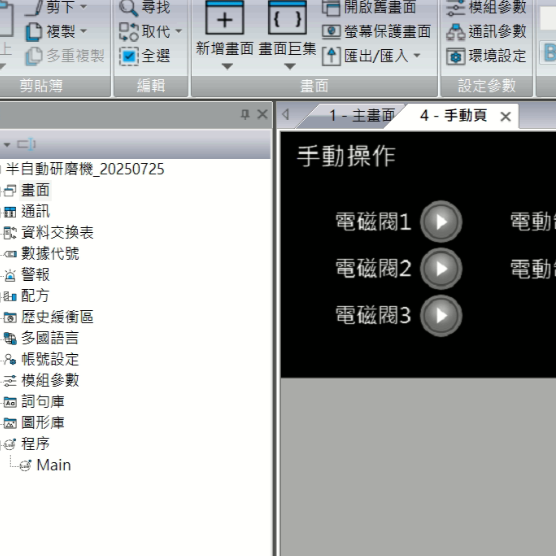 剪下
複製
多重複製
剪貼簿
尋找
取代
全選
編輯
新增畫面
畫面巨集
開啟舊畫面
螢幕保護畫面
匯出/匯入
畫面
模組參數
通訊參數
環境設定
設定參數
1 - 主畫面
4 - 手動頁
半自動研磨機_20250725
畫面
通訊
資料交換表
數據代號
警報
配方
歷史緩衝區
多國語言
帳號設定
模組參數
詞句庫
圖形庫
程序
Main
手動操作
電磁閥1
電動
電磁閥2
電動
電磁閥3